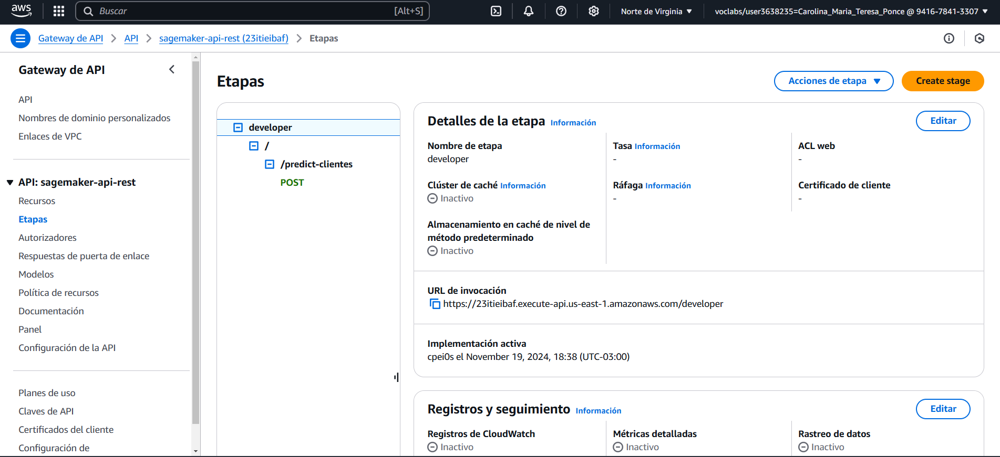 aws
Buscar
[Alt+S]
Norte de Virginia
voclabs/user3638235=Carolina_Maria_Teresa_Ponce @ 9416-7841-3307
Gateway de API
API
sagemaker-api-rest (23itieibaf)
Etapas
Gateway de API
API
Nombres de dominio personalizados
Enlaces de VPC
API: sagemaker-api-rest
Recursos
Etapas
Autorizadores
Respuestas de puerta de enlace
Modelos
Política de recursos
Documentación
Panel
Configuración de la API
Planes de uso
Claves de API
Certificados del cliente
Configuración de
Etapas
Acciones de etapa
Create stage
developer
/
/predict-clientes
POST
Detalles de la etapa Información
Editar
Nombre de etapa
developer
Clúster de caché Información
Inactivo
Almacenamiento en caché de nivel de
método predeterminado
Inactivo
Tasa Información
-
Ráfaga Información
-
ACL web
-
Certificado de cliente
-
URL de invocación
https://23itieibaf.execute-api.us-east-1.amazonaws.com/developer
Implementación activa
cpei0s el November 19, 2024, 18:38 (UTC-03:00)
Registros y seguimiento Información
Editar
Registros de CloudWatch
Inactivo
Métricas detalladas
Inactivo
Rastreo de datos
Inactivo